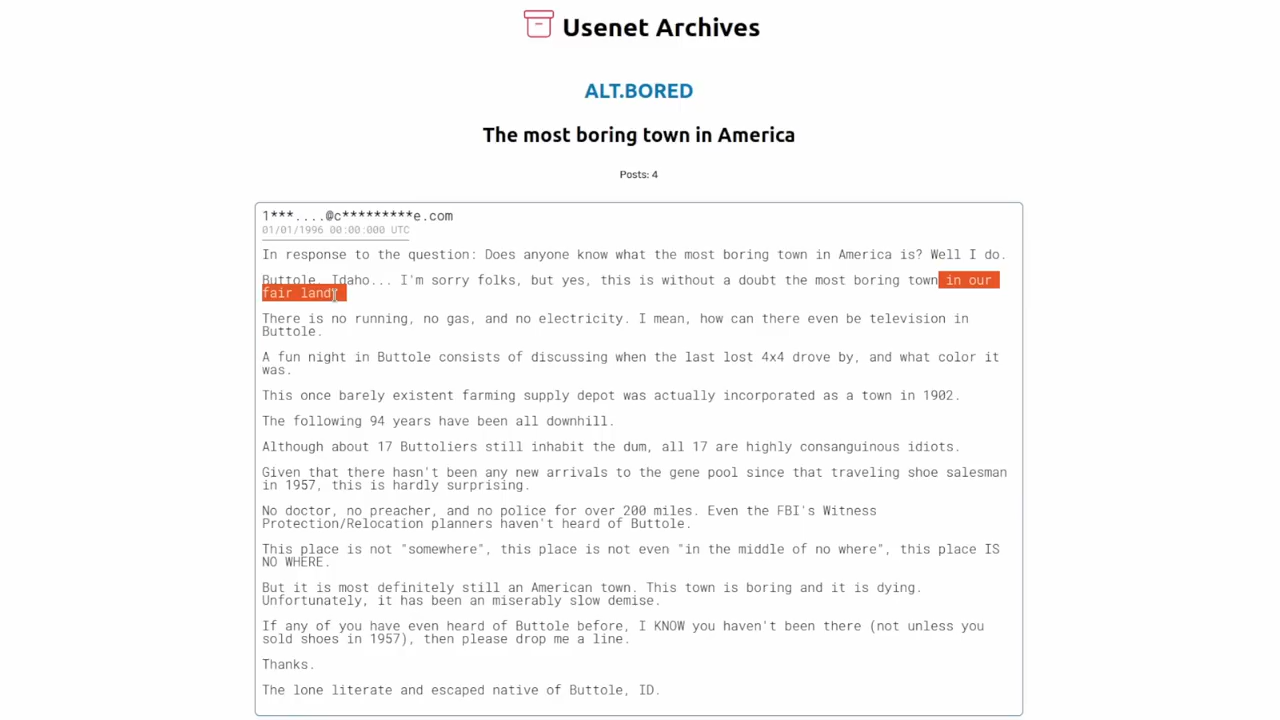 Usenet Archives
ALT.BORED
The most boring town in America
Posts: 4
1***....@c*********e.com
01/01/1996 00:00:000 UTC
In response to the question: Does anyone know what the most boring town in America is? Well I do.
Buttole, Idaho... I'm sorry folks, but yes, this is without a doubt the most boring town in our
fair land.
There is no running, no gas, and no electricity. I mean, how can there even be television in
Buttole.
A fun night in Buttole consists of discussing when the last lost 4x4 drove by, and what color it
was.
This once barely existent farming supply depot was actually incorporated as a town in 1902.
The following 94 years have been all downhill.
Although about 17 Buttoliers still inhabit the dum, all 17 are highly consanguinous idiots.
Given that there hasn't been any new arrivals to the gene pool since that traveling shoe salesman
in 1957, this is hardly surprising.
No doctor, no preacher, and no police for over 200 miles. Even the FBI's Witness
Protection/Relocation planners haven't heard of Buttole.
This place is not "somewhere", this place is not even "in the middle of no where", this place IS
NO WHERE.
But it is most definitely still an American town. This town is boring and it is dying.
Unfortunately, it has been an miserably slow demise.
If any of you have even heard of Buttole before, I KNOW you haven't been there (not unless you
sold shoes in 1957), then please drop me a line.
Thanks.
The lone literate and escaped native of Buttole, ID.